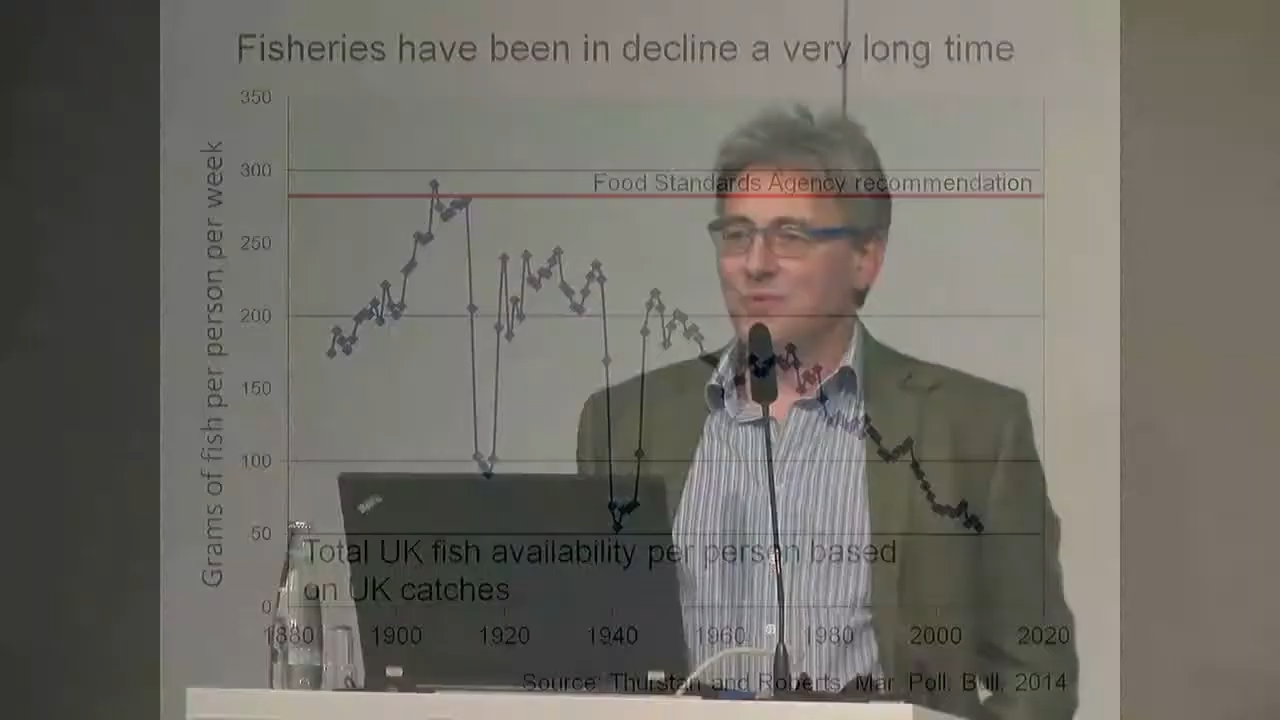 Fisheries have been in decline a very long time
350
300
Food Standards Agency recommendation
250
200
150
100
50
0
Grams of fish per person per week
Total UK fish availability per person based
on UK catches
1880 1900 1920 1940 1960 1980 2000 2020
Source: Thurstan and Roberts, Mar. Poll. Bull, 2014